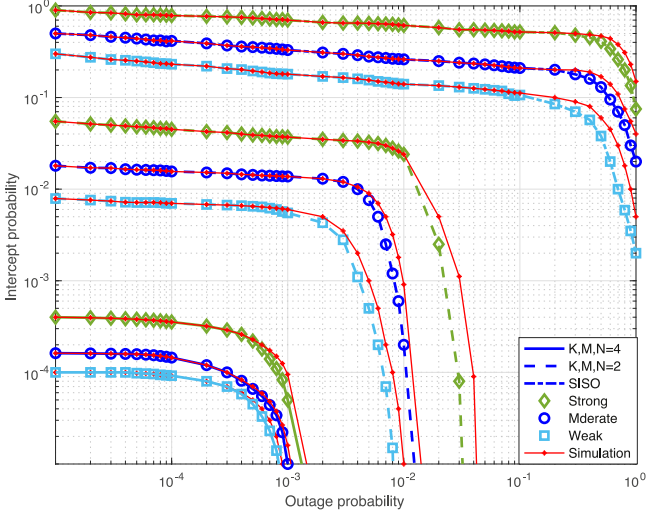 10^0
10^-1
10^-2
10^-3
10^-4
Intercept probability
10^-4
10^-3
10^-2
10^-1
10^0
Outage probability
K,M,N=4
K,M,N=2
SISO
Strong
Mderate
Weak
Simulation